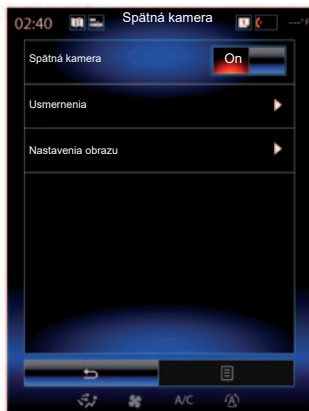 02:40 Spätná kamera ---°F
Spätná kamera On
Usmernenia
Nastavenia obrazu
A/C